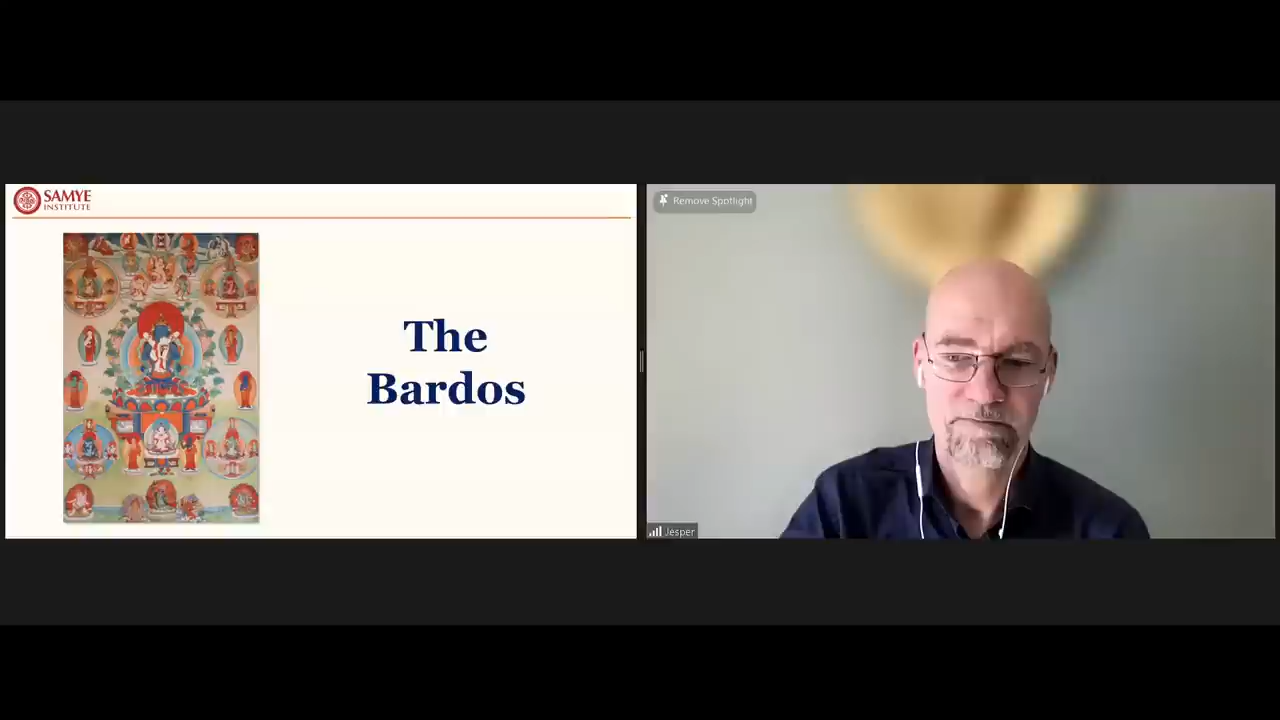 SAMYE
INSTITUTE
The
Bardos
Remove Spotlight
Jesper